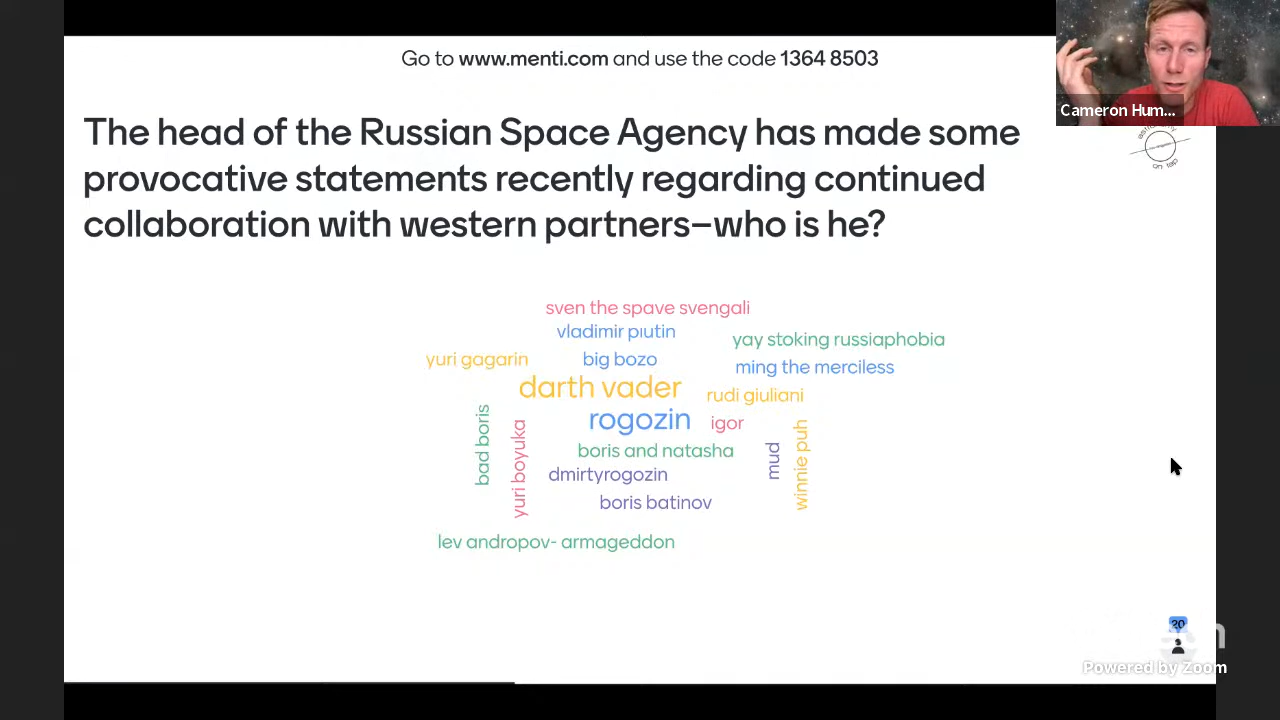 Go to www.menti.com and use the code 1364 8503
Cameron Hum...
on tap
The head of the Russian Space Agency has made some
provocative statements recently regarding continued
collaboration with western partners–who is he?
sven the spave svengali
vladimir piutin
yay stoking russiaphobia
yuri gagarin
big bozo
ming the merciless
darth vader
rudi giuliani
rogozin
igor
bad boris
yuri boyuka
boris and natasha
mud
winnie puh
dmirtyrogozin
boris batinov
lev andropov- armageddon
20
Powered by Zoom